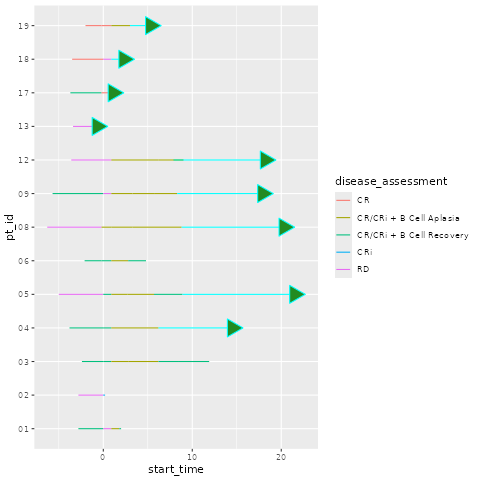 19
18
17
13
12
09
08
06
05
04
03
02
01
pt_id
0 10 20
start_time
disease_assessment
CR
CR/CRi + B Cell Aplasia
CR/CRi + B Cell Recovery
CRi
RD